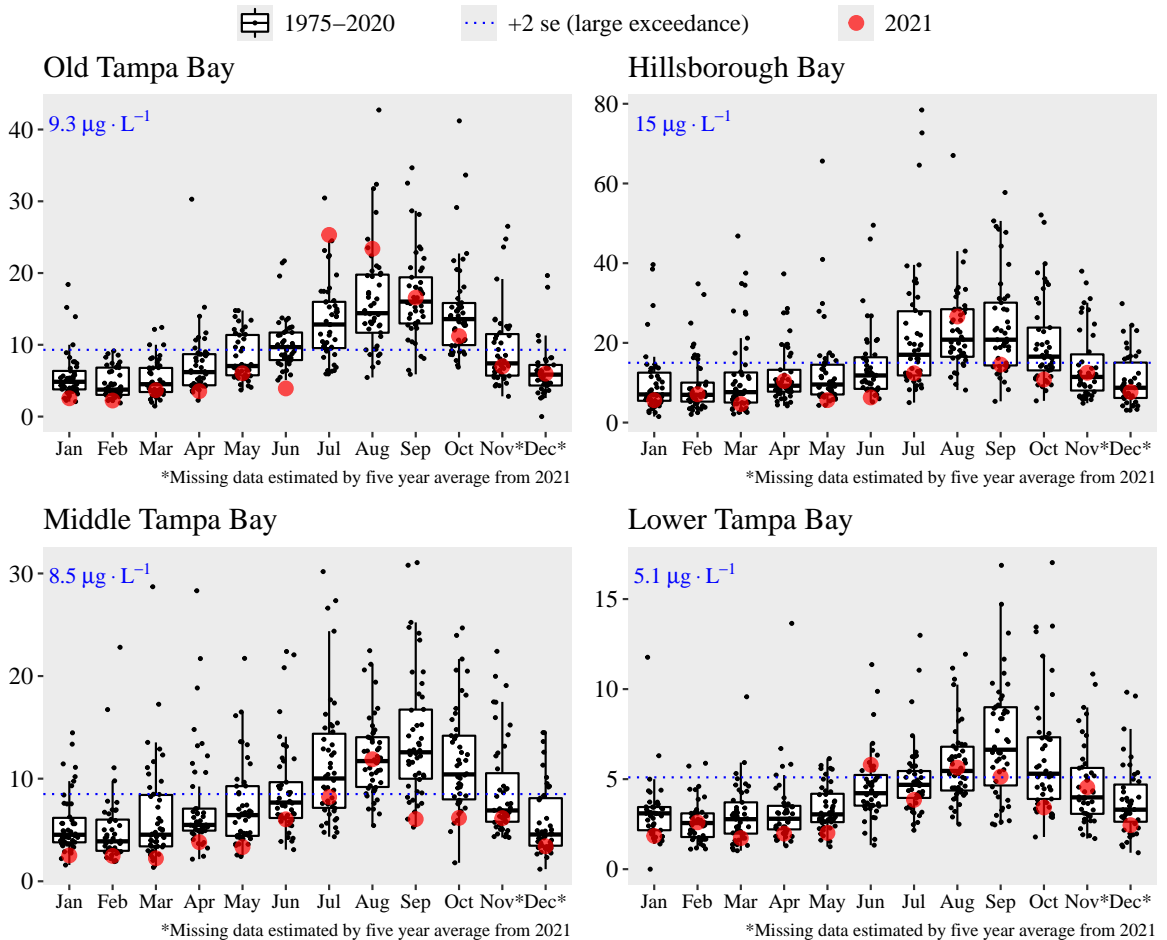 1975–2020 +2 se (large exceedance) 2021
Old Tampa Bay
9.3 μg · L⁻¹
40
30
20
10
0
Jan Feb Mar Apr May Jun Jul Aug Sep Oct Nov* Dec*
*Missing data estimated by five year average from 2021
Hillsborough Bay
15 μg · L⁻¹
80
60
40
20
0
Jan Feb Mar Apr May Jun Jul Aug Sep Oct Nov* Dec*
*Missing data estimated by five year average from 2021
Middle Tampa Bay
8.5 μg · L⁻¹
30
20
10
0
Jan Feb Mar Apr May Jun Jul Aug Sep Oct Nov* Dec*
*Missing data estimated by five year average from 2021
Lower Tampa Bay
5.1 μg · L⁻¹
15
10
5
0
Jan Feb Mar Apr May Jun Jul Aug Sep Oct Nov* Dec*
*Missing data estimated by five year average from 2021